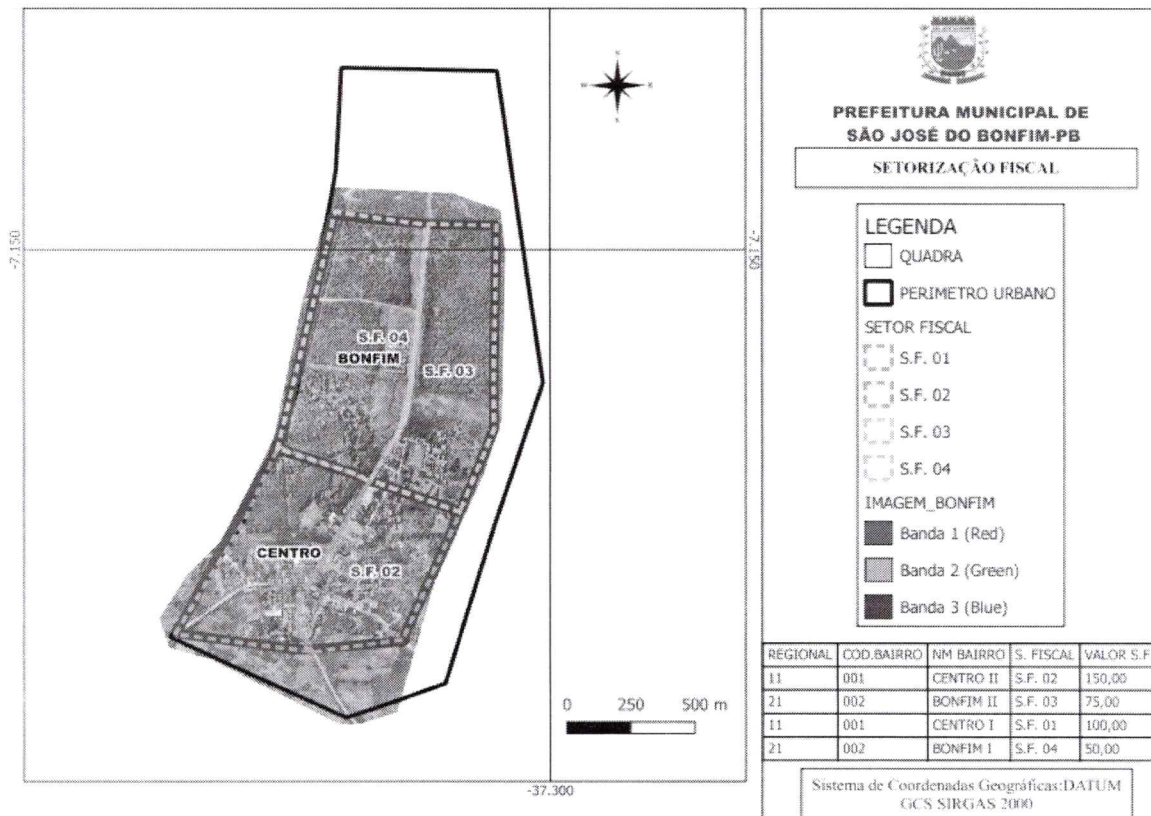 -7.150
-7.150
-37.300
S.F. 04
BONFIM
S.F. 03
CENTRO
S.F. 02
0 250 500 m
PREFEITURA MUNICIPAL DE
SÃO JOSÉ DO BONFIM-PB
SETORIZAÇÃO FISCAL
LEGENDA
QUADRA
PERIMETRO URBANO
SETOR FISCAL
S.F. 01
S.F. 02
S.F. 03
S.F. 04
IMAGEM_BONFIM
Banda 1 (Red)
Banda 2 (Green)
Banda 3 (Blue)
REGIONAL COD.BAIRRO NM BAIRRO S. FISCAL VALOR S.F
11 001 CENTRO II S.F. 02 150,00
21 002 BONFIM II S.F. 03 75,00
11 001 CENTRO I S.F. 01 100,00
21 002 BONFIM I S.F. 04 50,00
Sistema de Coordenadas Geográficas:DATUM
GCS SIRGAS 2000